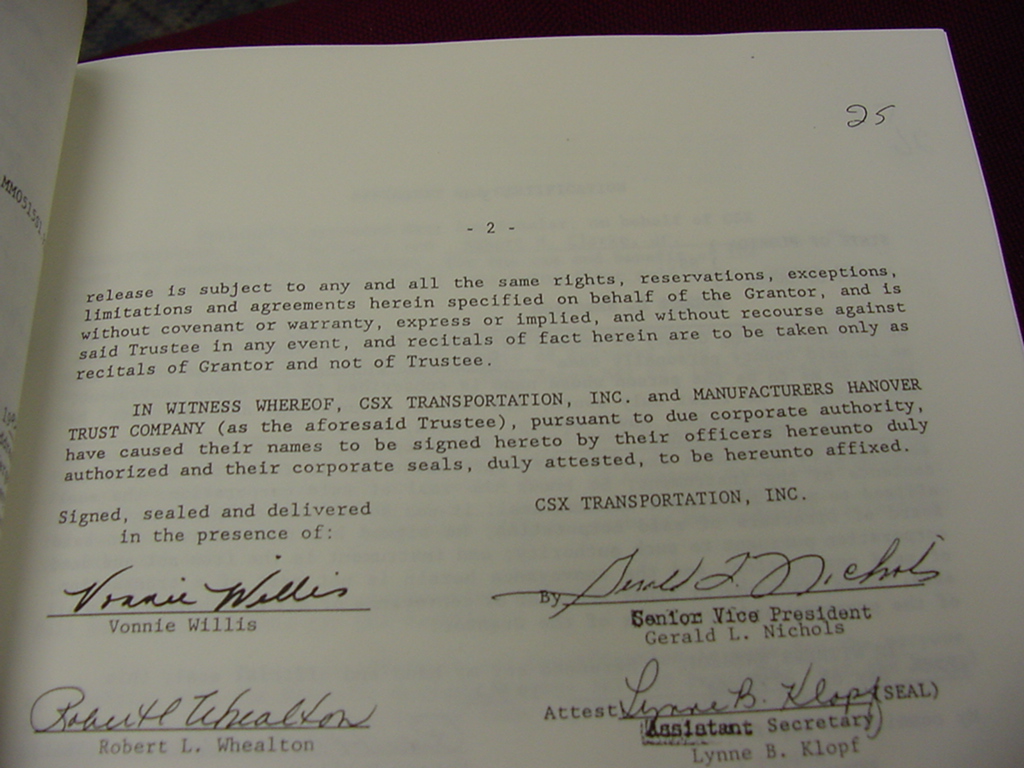 25
- 2 -
release is subject to any and all the same rights, reservations, exceptions,
limitations and agreements herein specified on behalf of the Grantor, and is
without covenant or warranty, express or implied, and without recourse against
said Trustee in any event, and recitals of fact herein are to be taken only as
recitals of Grantor and not of Trustee.
IN WITNESS WHEREOF, CSX TRANSPORTATION, INC. and MANUFACTURERS HANOVER
TRUST COMPANY (as the aforesaid Trustee), pursuant to due corporate authority,
have caused their names to be signed hereto by their officers hereunto duly
authorized and their corporate seals, duly attested, to be hereunto affixed.
Signed, sealed and delivered
in the presence of:
CSX TRANSPORTATION, INC.
Vonnie Willis
Vonnie Willis
By Gerald L. Nichols
Senior Vice President
Gerald L. Nichols
Robert L Whealton
Robert L. Whealton
Attest Lynne B. Klopf (SEAL)
Assistant Secretary
Lynne B. Klopf